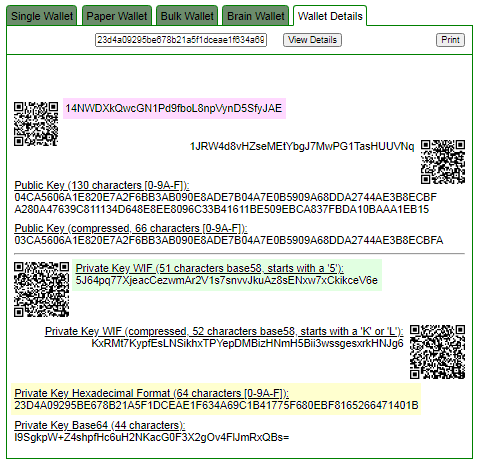 Single Wallet
Paper Wallet
Bulk Wallet
Brain Wallet
Wallet Details
23d4a09295be678b21a5f1dceae1f634a69
View Details
Print
14NWDXkQwcGN1Pd9fboL8npVynD5SfyJAE
1JRW4d8vHZseMEtYbgJ7MwPG1TasHUUVNq
Public Key (130 characters [0-9A-F]):
04CA5606A1E820E7A2F6BB3AB090E8ADE7B04A7E0B5909A68DDA2744AE3B8ECBF
A280A47639C811134D648E8EE8096C33B41611BE509EBCA837FBDA10BAAA1EB15
Public Key (compressed, 66 characters [0-9A-F]):
03CA5606A1E820E7A2F6BB3AB090E8ADE7B04A7E0B5909A68DDA2744AE3B8ECBFA
Private Key WIF (51 characters base58, starts with a '5'):
5J64pq77XjeacCezwmAr2V1s7snvvJkuAz8sENxw7xCkikceV6e
Private Key WIF (compressed, 52 characters base58, starts with a 'K' or 'L'):
KxRMt7KypfEsLNSikhxTPYepDMBizHNmH5Bii3wssgesxrkHNJg6
Private Key Hexadecimal Format (64 characters [0-9A-F]):
23D4A09295BE678B21A5F1DCEAE1F634A69C1B41775F680EBF8165266471401B
Private Key Base64 (44 characters):
I9SgkpW+Z4shpfHc6uH2NKacG0F3X2gOv4FlJmRxQBs=